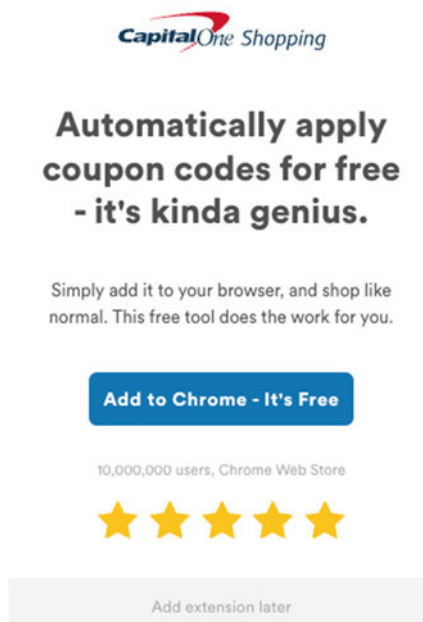 CapitalOne Shopping
Automatically apply
coupon codes for free
- it's kinda genius.
Simply add it to your browser, and shop like
normal. This free tool does the work for you.
Add to Chrome - It's Free
10,000,000 users, Chrome Web Store
Add extension later